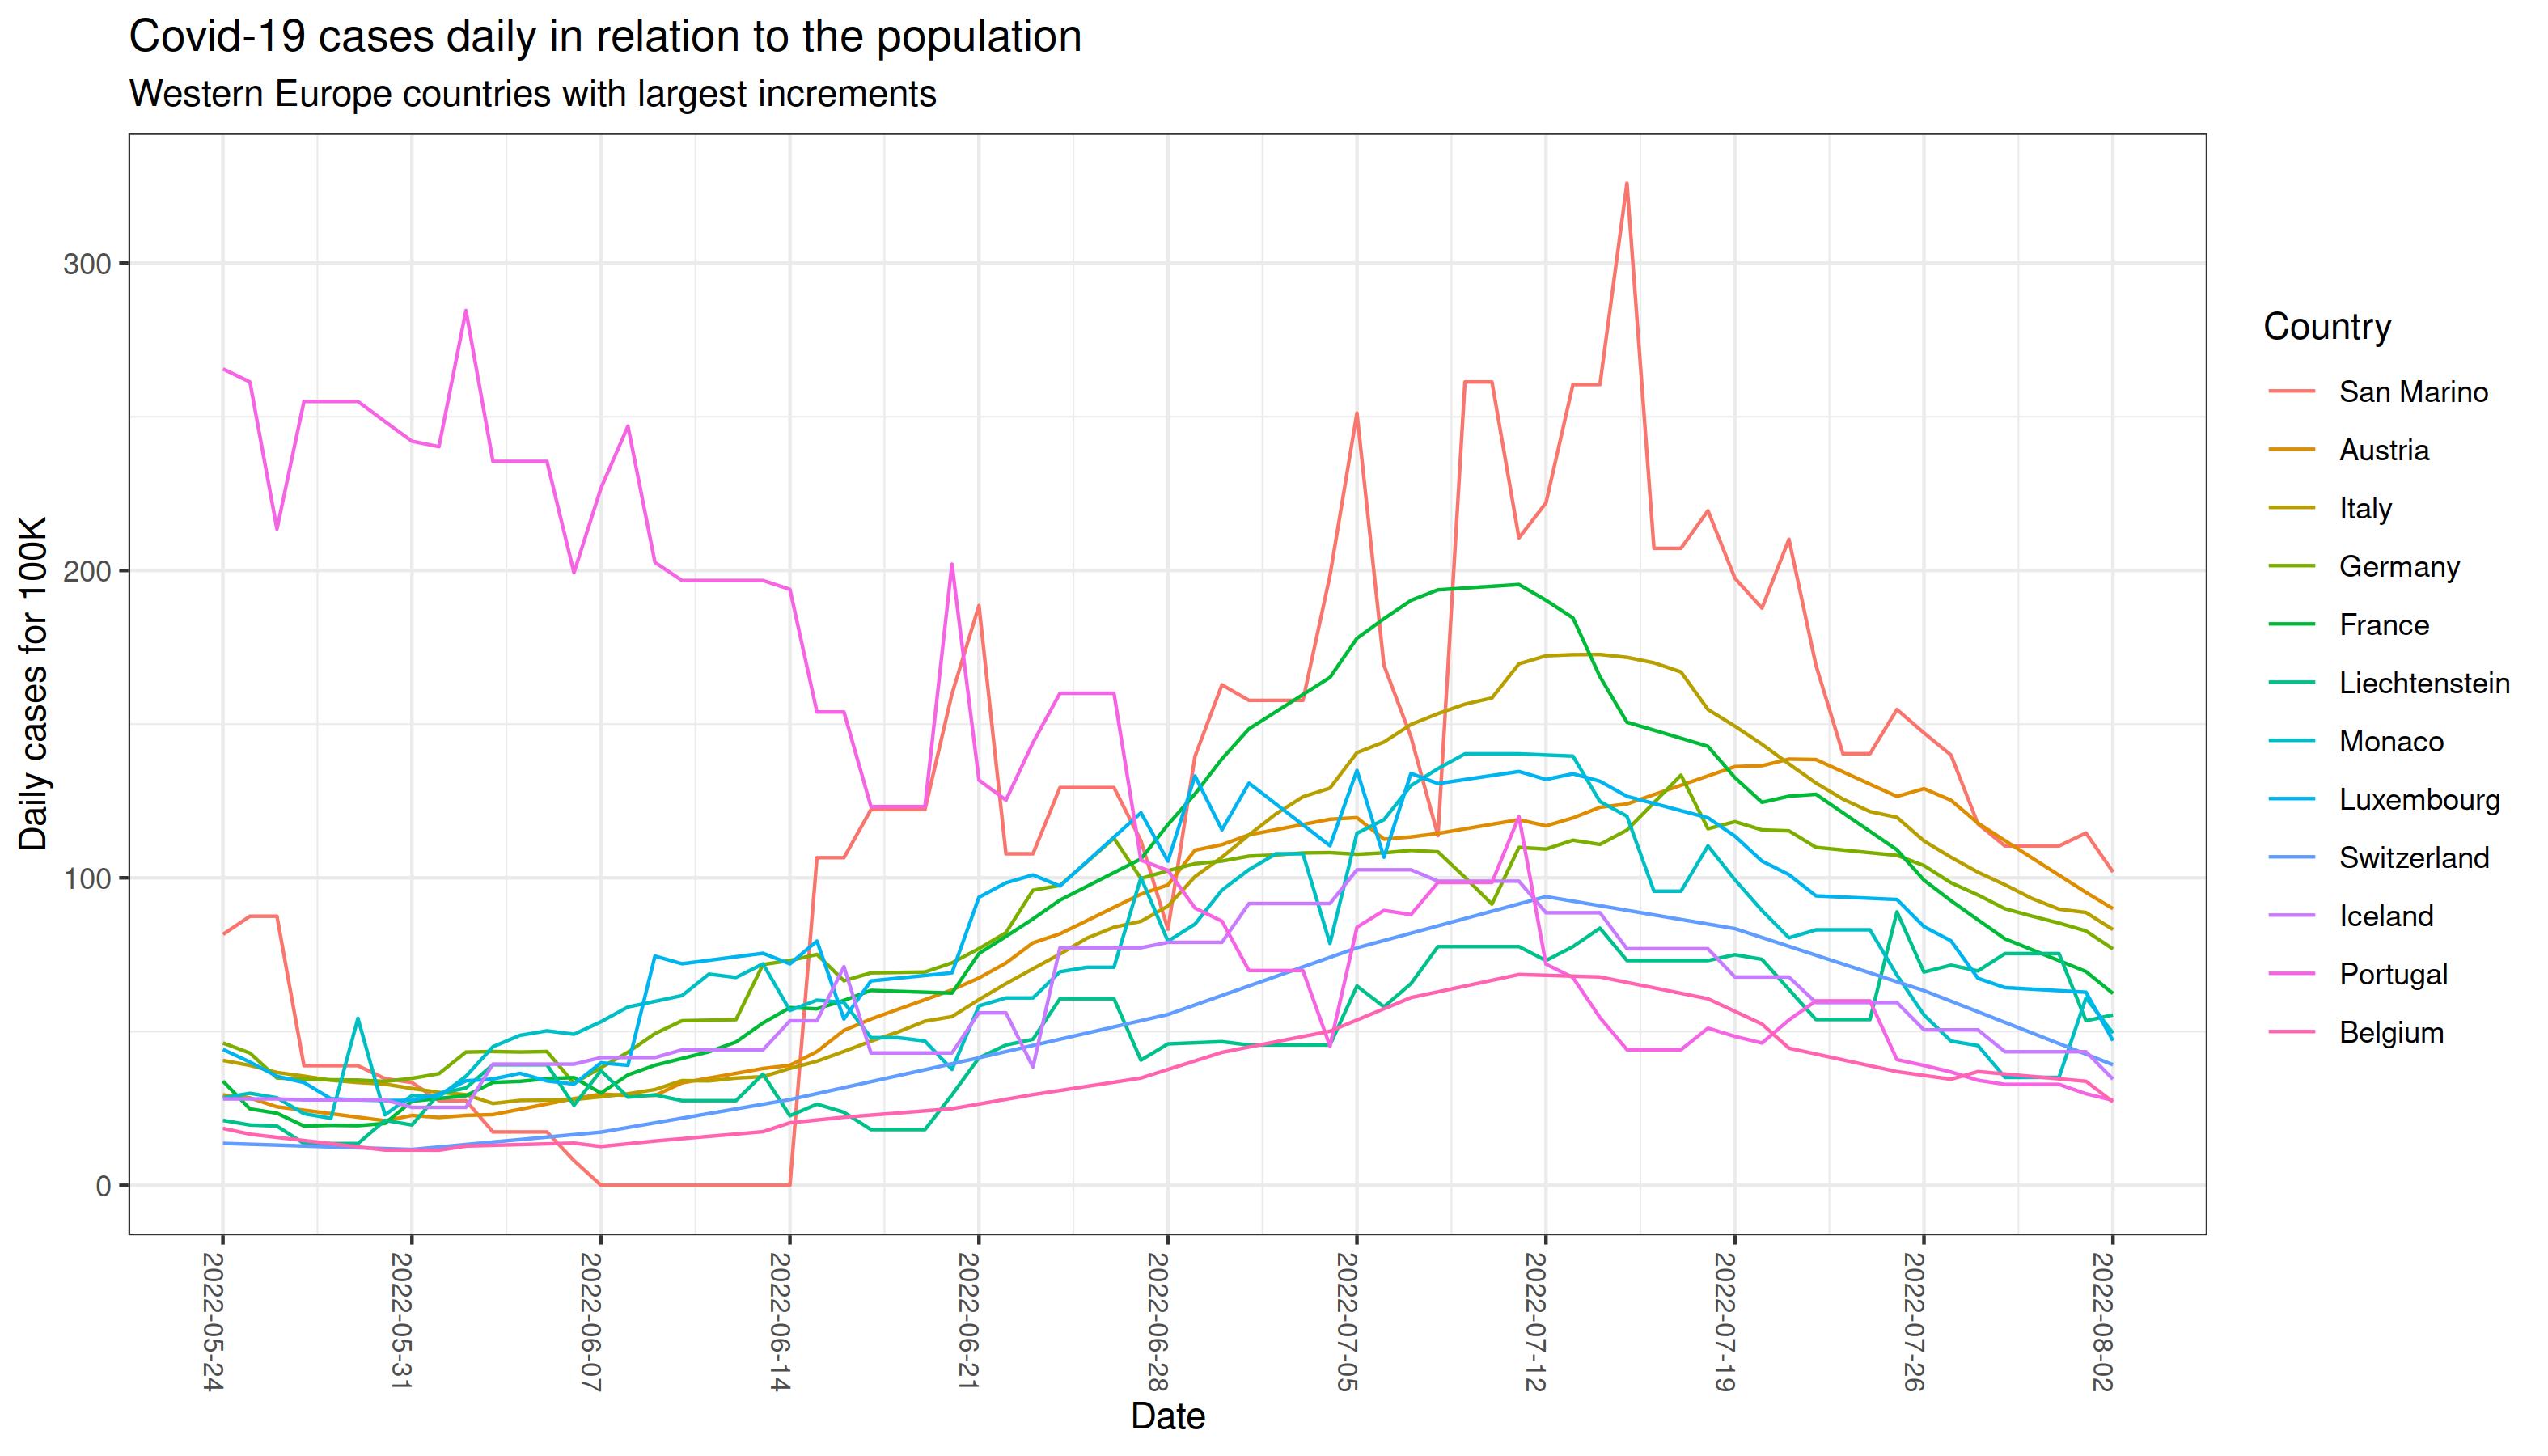 Covid-19 cases daily in relation to the population
Western Europe countries with largest increments
Daily cases for 100K
300
200
100
0
2022-05-24
2022-05-31
2022-06-07
2022-06-14
2022-06-21
2022-06-28
2022-07-05
2022-07-12
2022-07-19
2022-07-26
2022-08-02
Date
Country
San Marino
Austria
Italy
Germany
France
Liechtenstein
Monaco
Luxembourg
Switzerland
Iceland
Portugal
Belgium